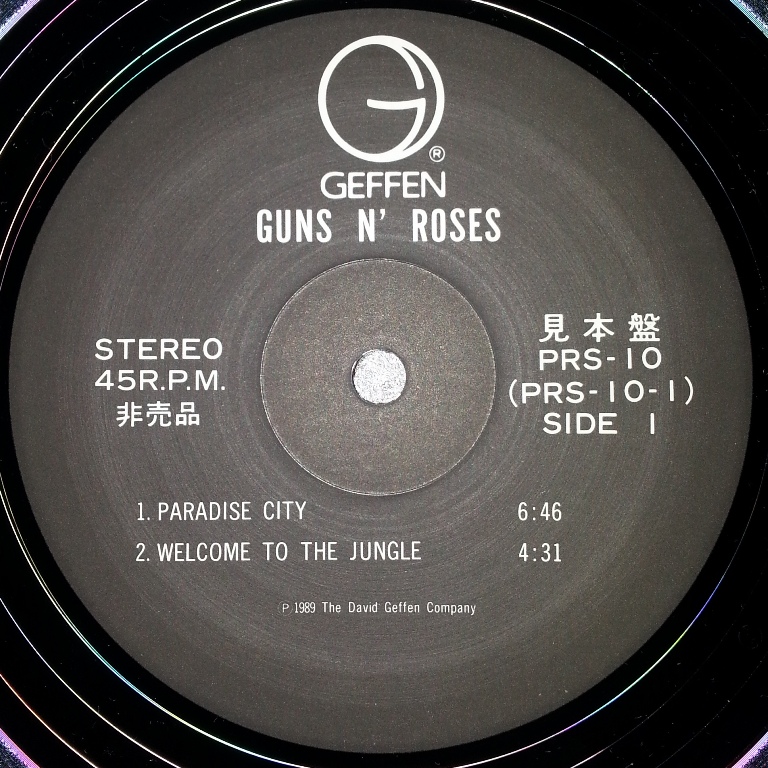 ®
GEFFEN
GUNS N' ROSES
STEREO
45R.P.M.
非売品
見本盤
PRS-10
(PRS-10-1)
SIDE 1
1. PARADISE CITY 6:46
2. WELCOME TO THE JUNGLE 4:31
Ⓟ 1989 The David Geffen Company